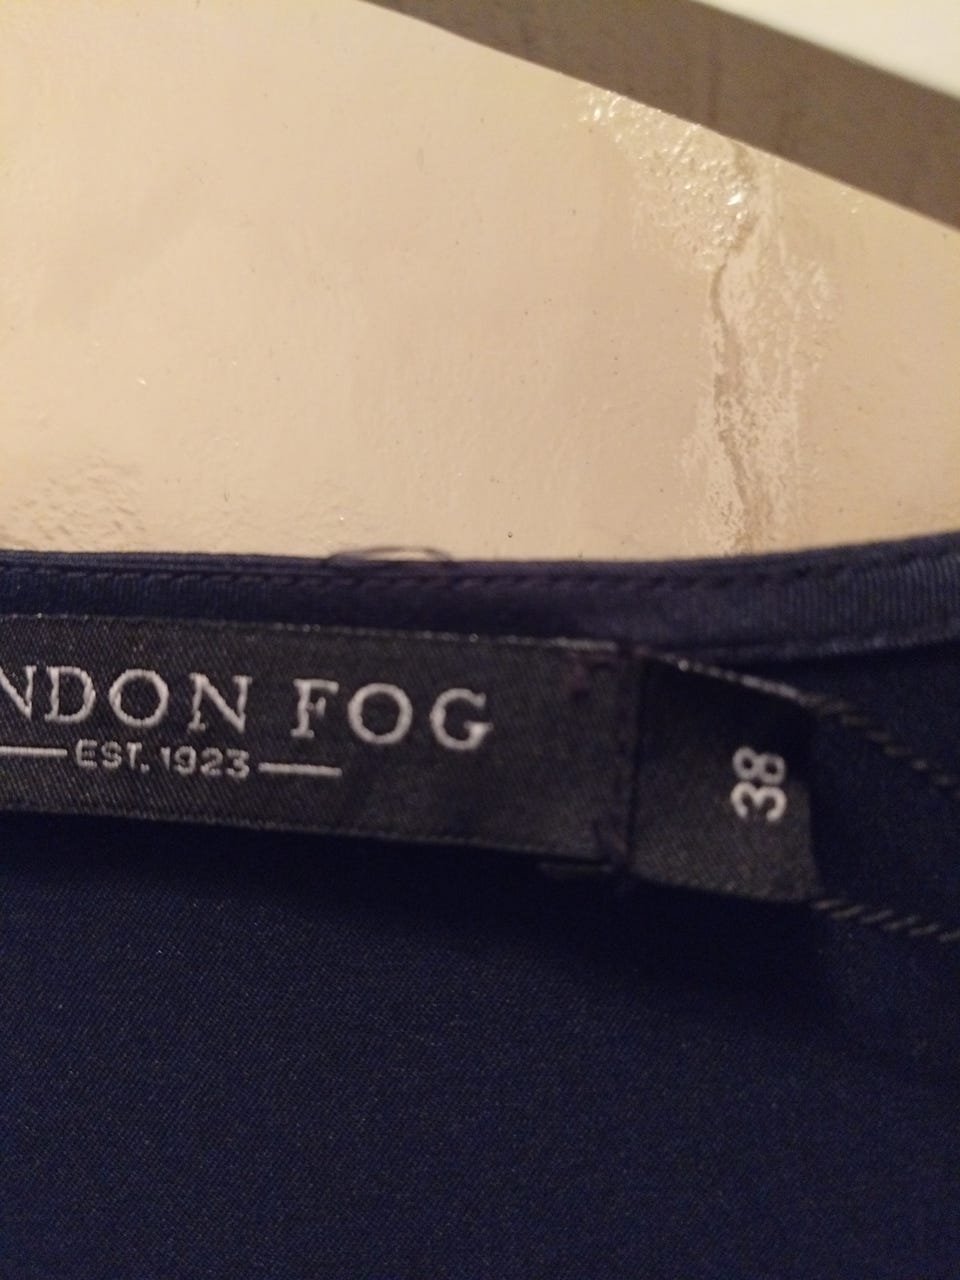 NDON FOG
EST. 1923
38